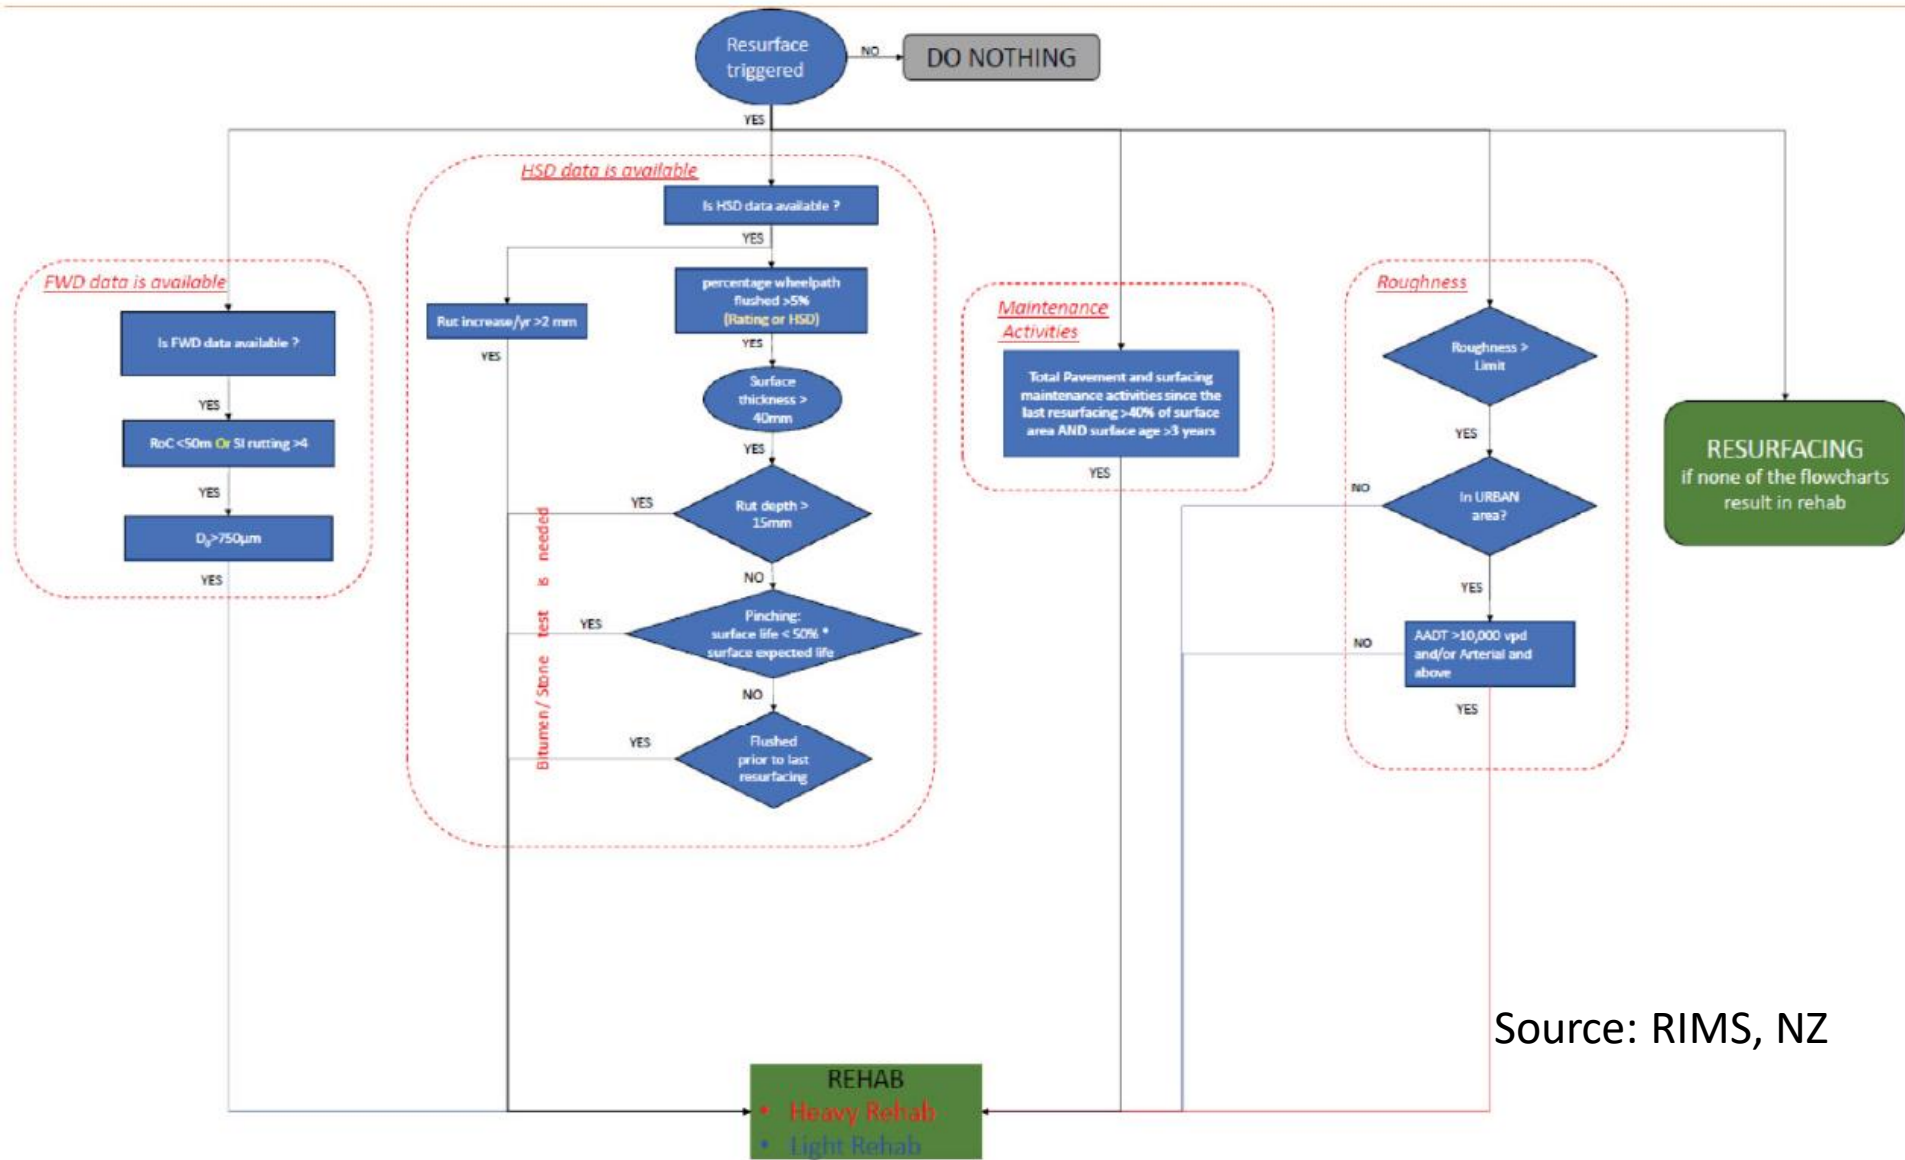 Resurface
triggered
NO
DO NOTHING
YES
HSD data is available
Is HSD data available ?
YES
FWD data is available
Is FWD data available ?
YES
RoC <50m Or SI rutting >4
YES
D₀>750µm
YES
Rut increase/yr >2 mm
YES
percentage wheelpath
flushed >5%
(Rating or HSD)
YES
Surface
thickness >
40mm
YES
Rut depth >
15mm
YES
NO
Pinching:
surface life < 50% *
surface expected life
YES
NO
Flushed
prior to last
resurfacing
YES
Bitumen/ Stone test is needed
Maintenance
Activities
Total Pavement and surfacing
maintenance activities since the
last resurfacing >40% of surface
area AND surface age >3 years
YES
Roughness
Roughness >
Limit
YES
In URBAN
area?
NO
YES
AADT >10,000 vpd
and/or Arterial and
above
NO
YES
RESURFACING
if none of the flowcharts
result in rehab
Source: RIMS, NZ
REHAB
• Heavy Rehab
• Light Rehab